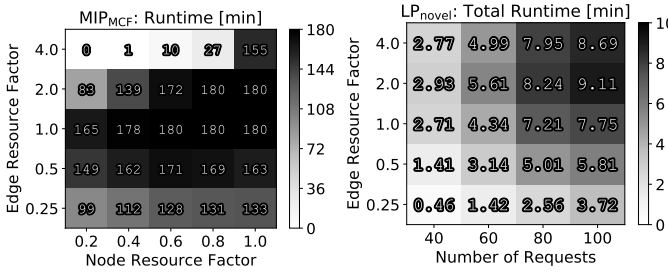 MIP_MCF: Runtime [min]
Edge Resource Factor
4.0 0 1 10 27 155
2.0 83 139 172 180 180
1.0 165 178 180 180 180
0.5 149 162 171 169 163
0.25 99 112 128 131 133
0.2 0.4 0.6 0.8 1.0
Node Resource Factor
180
144
108
72
36
0
LP_novel: Total Runtime [min]
Edge Resource Factor
4.0 2.77 4.99 7.95 8.69
2.0 2.93 5.61 8.24 9.11
1.0 2.71 4.34 7.21 7.75
0.5 1.41 3.14 5.01 5.81
0.25 0.46 1.42 2.56 3.72
40 60 80 100
Number of Requests
8
6
4
2
0